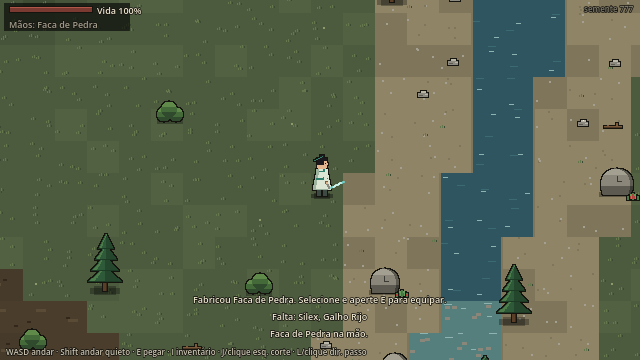 Vida 100%
Mãos: Faca de Pedra
semente 777
Fabricou Faca de Pedra. Selecione e aperte E para equipar.
Falta: Silex, Galho Rijo
Faca de Pedra na mão.
WASD andar · Shift andar quieto · E pegar · I inventário · J/clique esq. corte · L/clique dir. passo